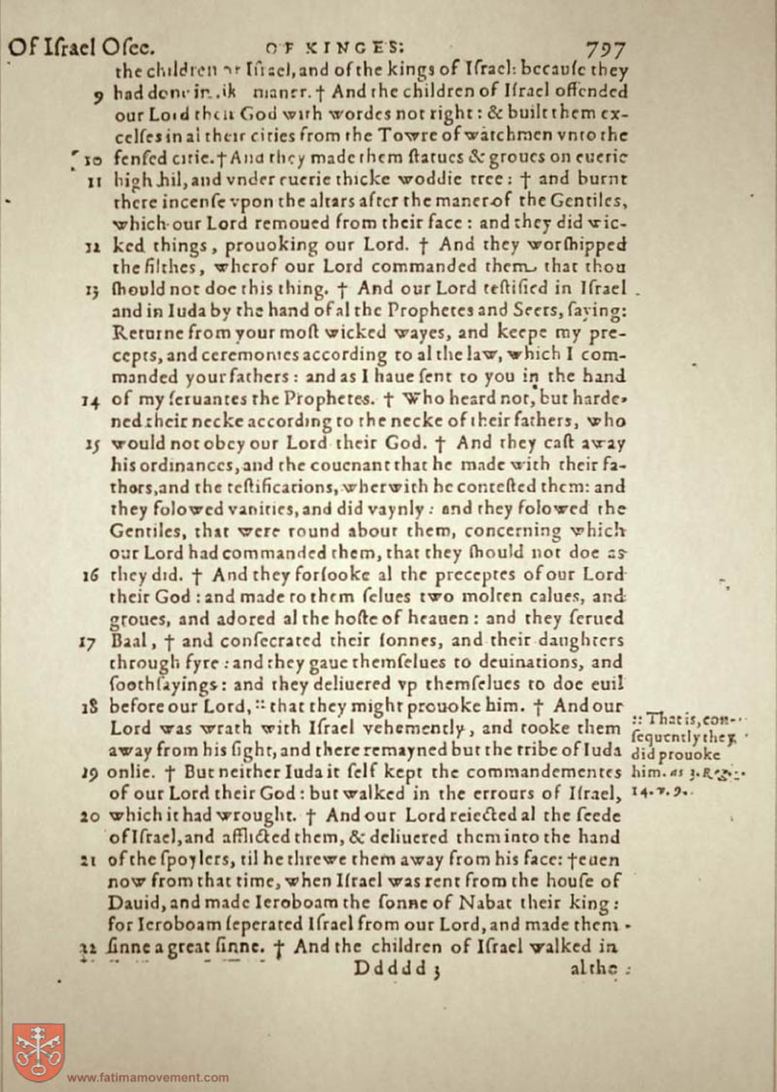 Of Iſrael Oſee. OF KINGES: 797
the children of Iſrael, and of the kings of Iſrael: becauſe they
9 had done in maner. † And the children of Iſrael offended
our Lord their God with wordes not right: & built them ex-
celſes in al their cities from the Towre of watchmen vnto the
10 fenſed citie. † And they made them ſtatues & groues on euerie
11 high hil, and vnder euerie thicke woddie tree: † and burnt
there incenſe vpon the altars after the maner of the Gentiles,
which our Lord remoued from their face: and they did wic-
12 ked things, prouoking our Lord. † And they worſhipped
the filthes, wherof our Lord commanded them that thou
13 ſhould not doe this thing. † And our Lord teſtified in Iſrael
and in Iuda by the hand of al the Prophetes and Seers, ſaying:
Returne from your moſt wicked wayes, and keepe my pre-
cepts, and ceremonies according to al the law, which I com-
manded your fathers: and as I haue ſent to you in the hand
14 of my ſeruantes the Prophetes. † Who heard not, but harde-
ned their necke according to the necke of their fathers, who
15 would not obey our Lord their God. † And they caſt away
his ordinances, and the couenant that he made with their fa-
thers, and the teſtifications, wherwith he conteſted them: and
they folowed vanities, and did vaynly: and they folowed the
Gentiles, that were round about them, concerning which
our Lord had commanded them, that they ſhould not doe as
16 they did. † And they forſooke al the preceptes of our Lord
their God: and made to them ſelues two molten calues, and
groues, and adored al the hoſte of heauen: and they ſerued
17 Baal, † and conſecrated their ſonnes, and their daughters
through fyre: and they gaue themſelues to deuinations, and
ſoothſayings: and they deliuered vp themſelues to doe euil
18 before our Lord, :: that they might prouoke him. † And our
Lord was wrath with Iſrael vehemently, and tooke them
away from his ſight, and there remayned but the tribe of Iuda
19 onlie. † But neither Iuda it ſelf kept the commandementes
of our Lord their God: but walked in the errours of Iſrael,
20 which it had wrought. † And our Lord reiected al the ſeede
of Iſrael, and afflicted them, & deliuered them into the hand
21 of the ſpoylers, til he threwe them away from his face: † euen
now from that time, when Iſrael was rent from the houſe of
Dauid, and made Ieroboam the ſonne of Nabat their king:
for Ieroboam ſeperated Iſrael from our Lord, and made them
22 ſinne a great ſinne. † And the children of Iſrael walked in
Ddddd 3 al the
:: That is, con-
ſequently they
did prouoke
him. as 3. Reg.
14. v. 9.
www.fatimamovement.com